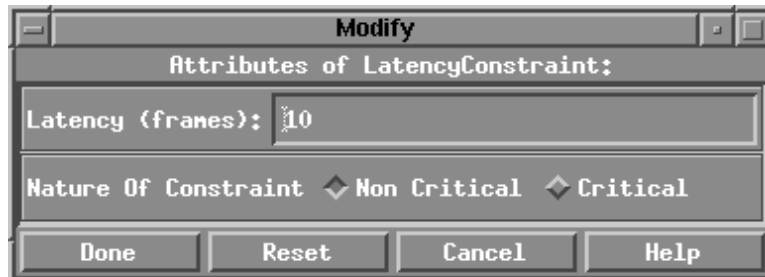 Modify
Attributes of LatencyConstraint:
Latency (frames): 10
Nature Of Constraint Non Critical Critical
Done Reset Cancel Help